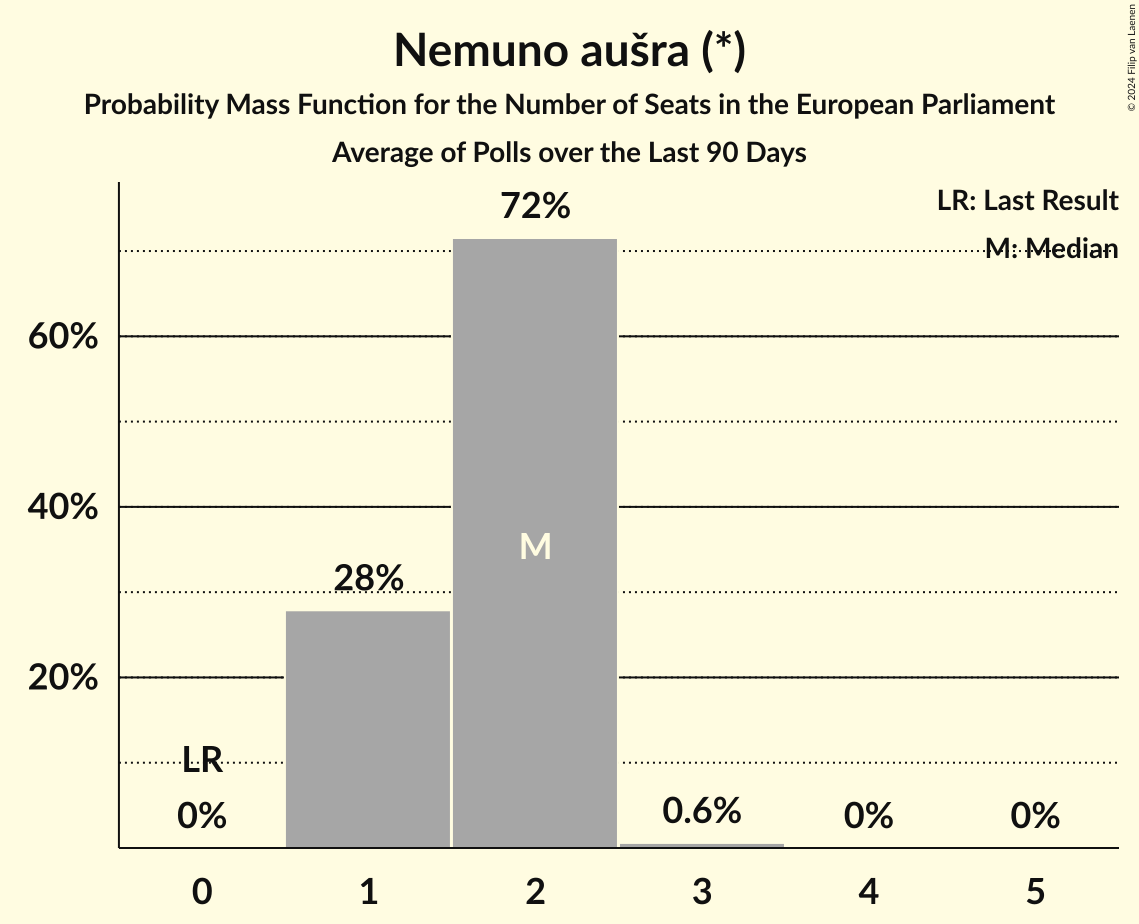 Nemuno aušra (*)
Probability Mass Function for the Number of Seats in the European Parliament
Average of Polls over the Last 90 Days
© 2024 Filip van Laenen
LR: Last Result
M: Median
72%
60%
40%
M
28%
20%
LR
0%
0.6%
0%
0%
0 1 2 3 4 5